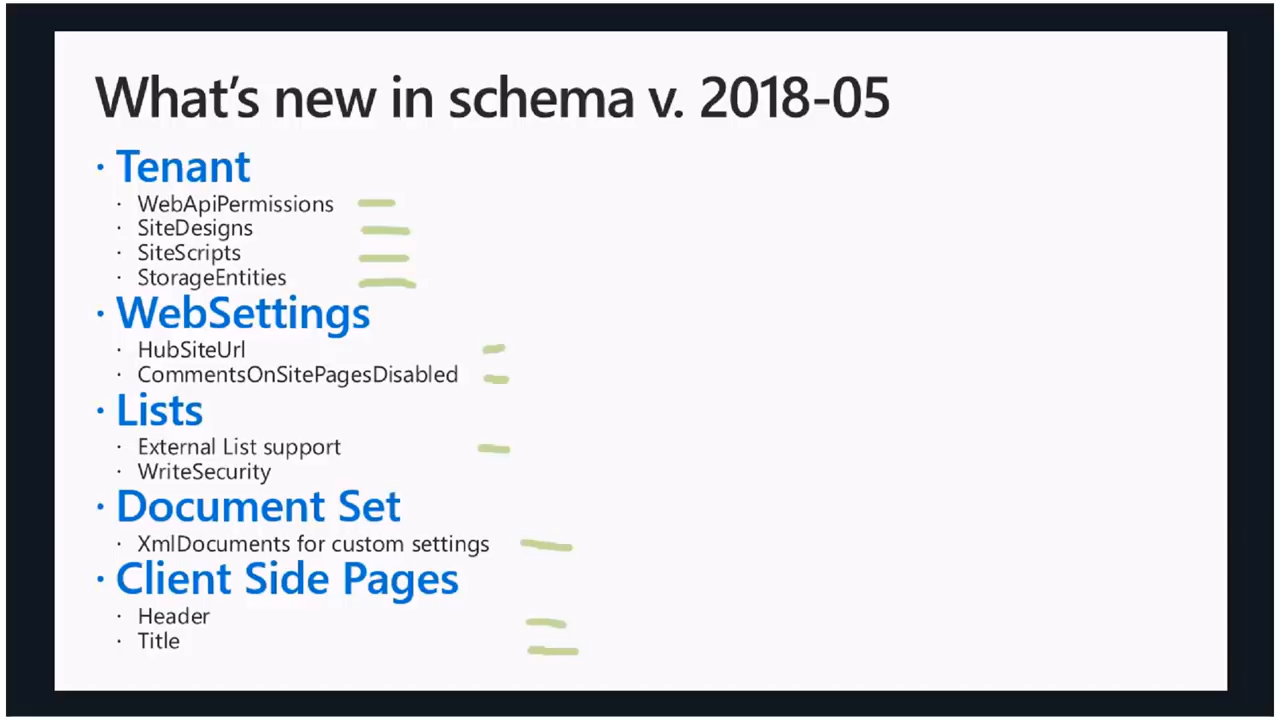 What's new in schema v. 2018-05
· Tenant
· WebApiPermissions
· SiteDesigns
· SiteScripts
· StorageEntities
· WebSettings
· HubSiteUrl
· CommentsOnSitePagesDisabled
· Lists
· External List support
· WriteSecurity
· Document Set
· XmlDocuments for custom settings
· Client Side Pages
· Header
· Title